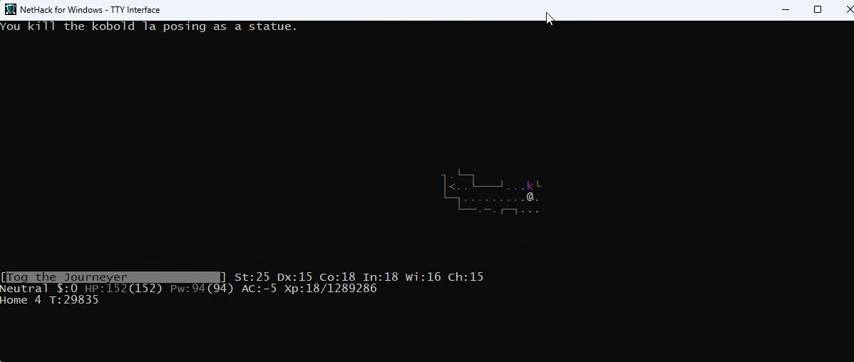 NetHack for Windows - TTY Interface
You kill the kobold la posing as a statue.
<..
...k
.........@.
.-. ...
[Tog the Journeyer ] St:25 Dx:15 Co:18 In:18 Wi:16 Ch:15
Neutral $:0 HP:152(152) Pw:94(94) AC:-5 Xp:18/1289286
Home 4 T:29835